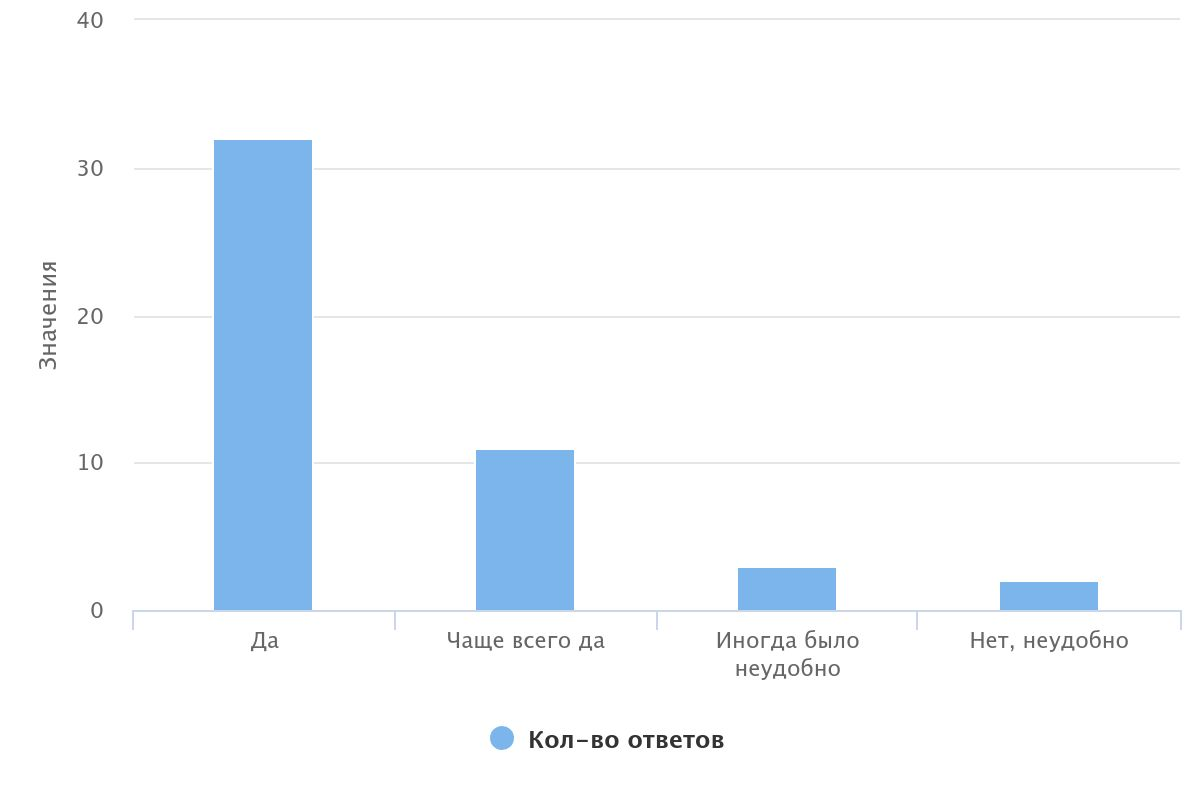 40
30
20
10
0
Значения
Да
Чаще всего да
Иногда было
неудобно
Нет, неудобно
Кол-во ответов